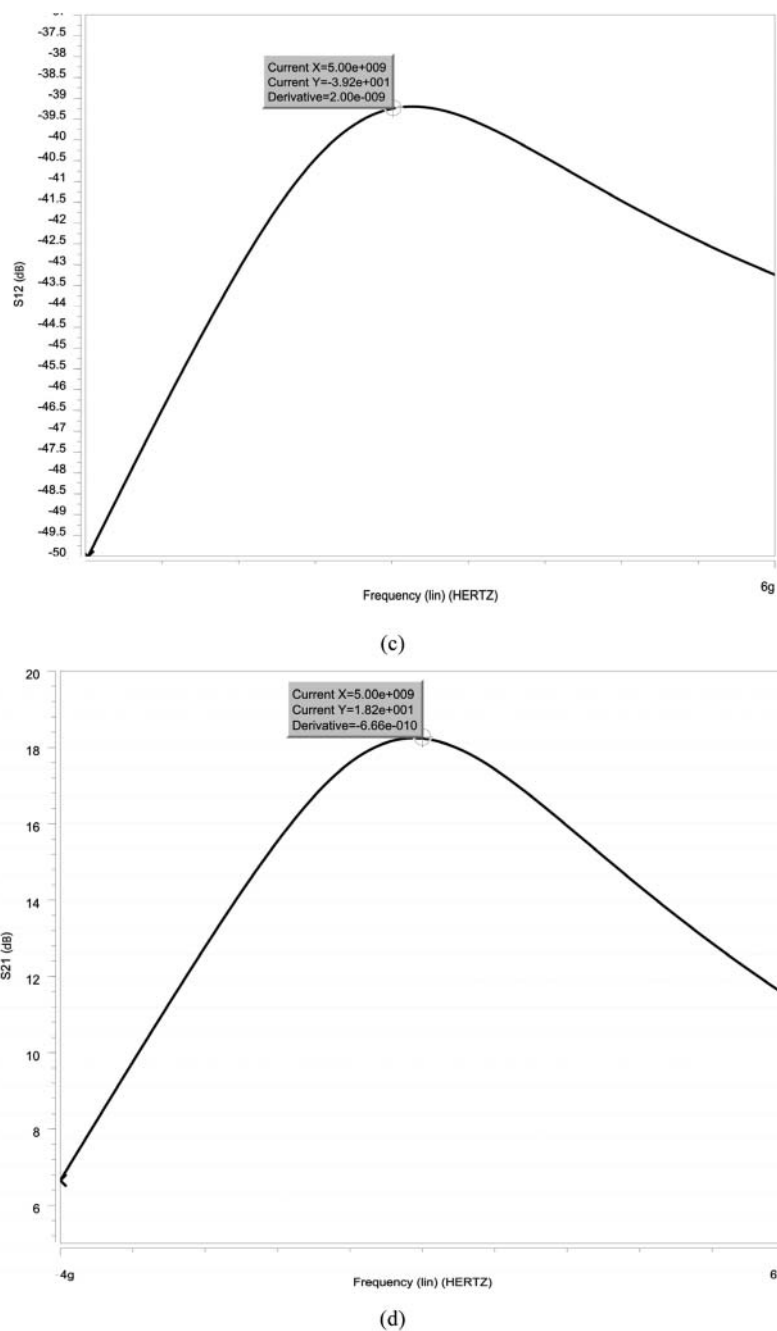 Current X=5.00e+009
Current Y=-3.92e+001
Derivative=2.00e-009
-37.5
-38
-38.5
-39
-39.5
-40
-40.5
-41
-41.5
-42
-42.5
-43
-43.5
-44
-44.5
-45
-45.5
-46
-46.5
-47
-47.5
-48
-48.5
-49
-49.5
-50
S12 (dB)
6g
Frequency (lin) (HERTZ)
(c)
Current X=5.00e+009
Current Y=1.82e+001
Derivative=-6.66e-010
20
18
16
14
12
10
8
6
S21 (dB)
4g
6
Frequency (lin) (HERTZ)
(d)